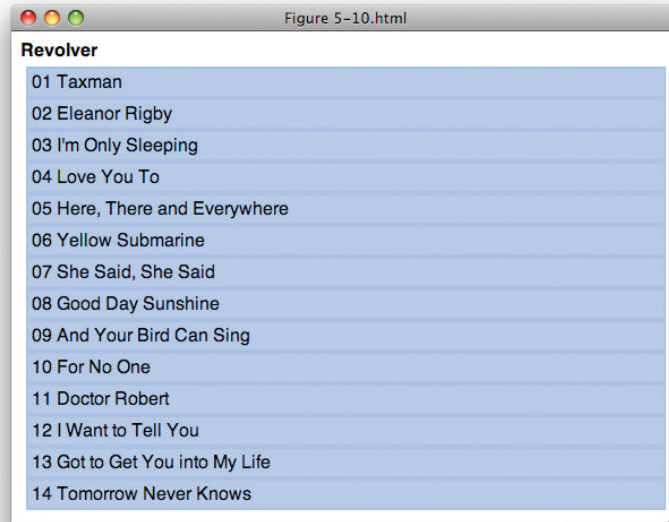 Figure 5-10.html
Revolver
01 Taxman
02 Eleanor Rigby
03 I'm Only Sleeping
04 Love You To
05 Here, There and Everywhere
06 Yellow Submarine
07 She Said, She Said
08 Good Day Sunshine
09 And Your Bird Can Sing
10 For No One
11 Doctor Robert
12 I Want to Tell You
13 Got to Get You into My Life
14 Tomorrow Never Knows